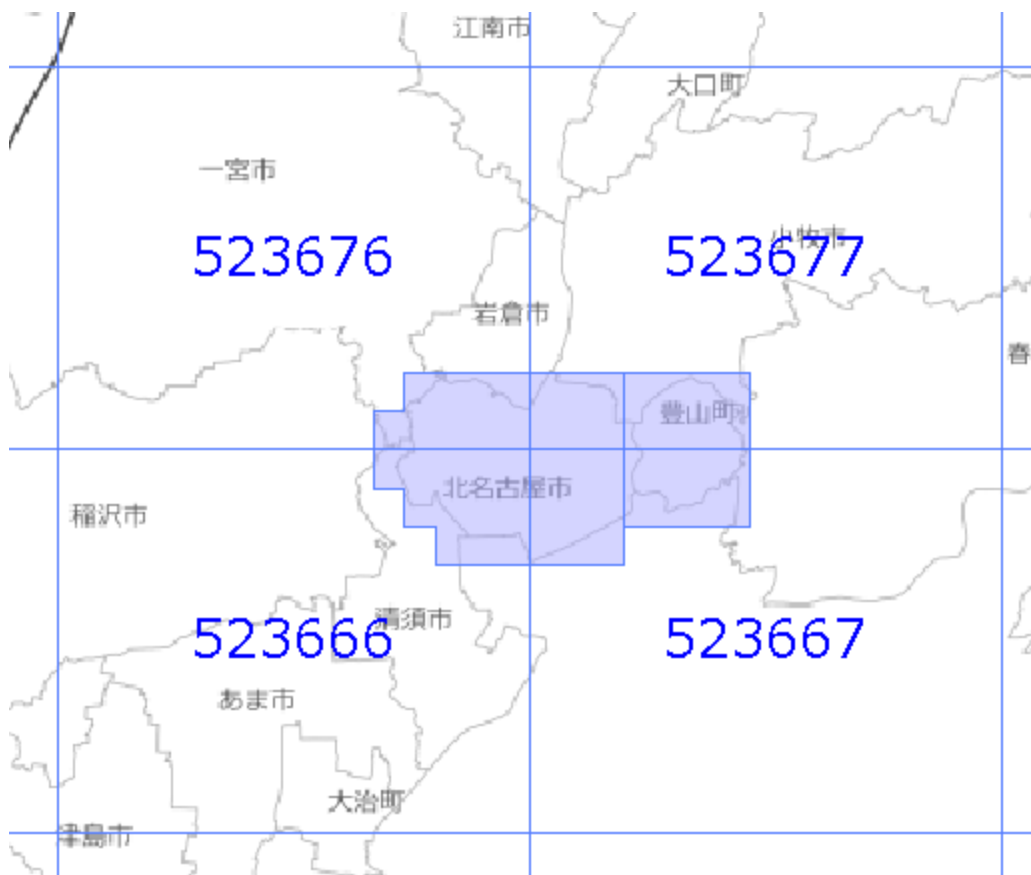 江南市
大口町
一宮市
小牧市
523676
523677
岩倉市
春
豊山町
北名古屋市
稲沢市
清須市
523666
523667
あま市
大治町
津島市